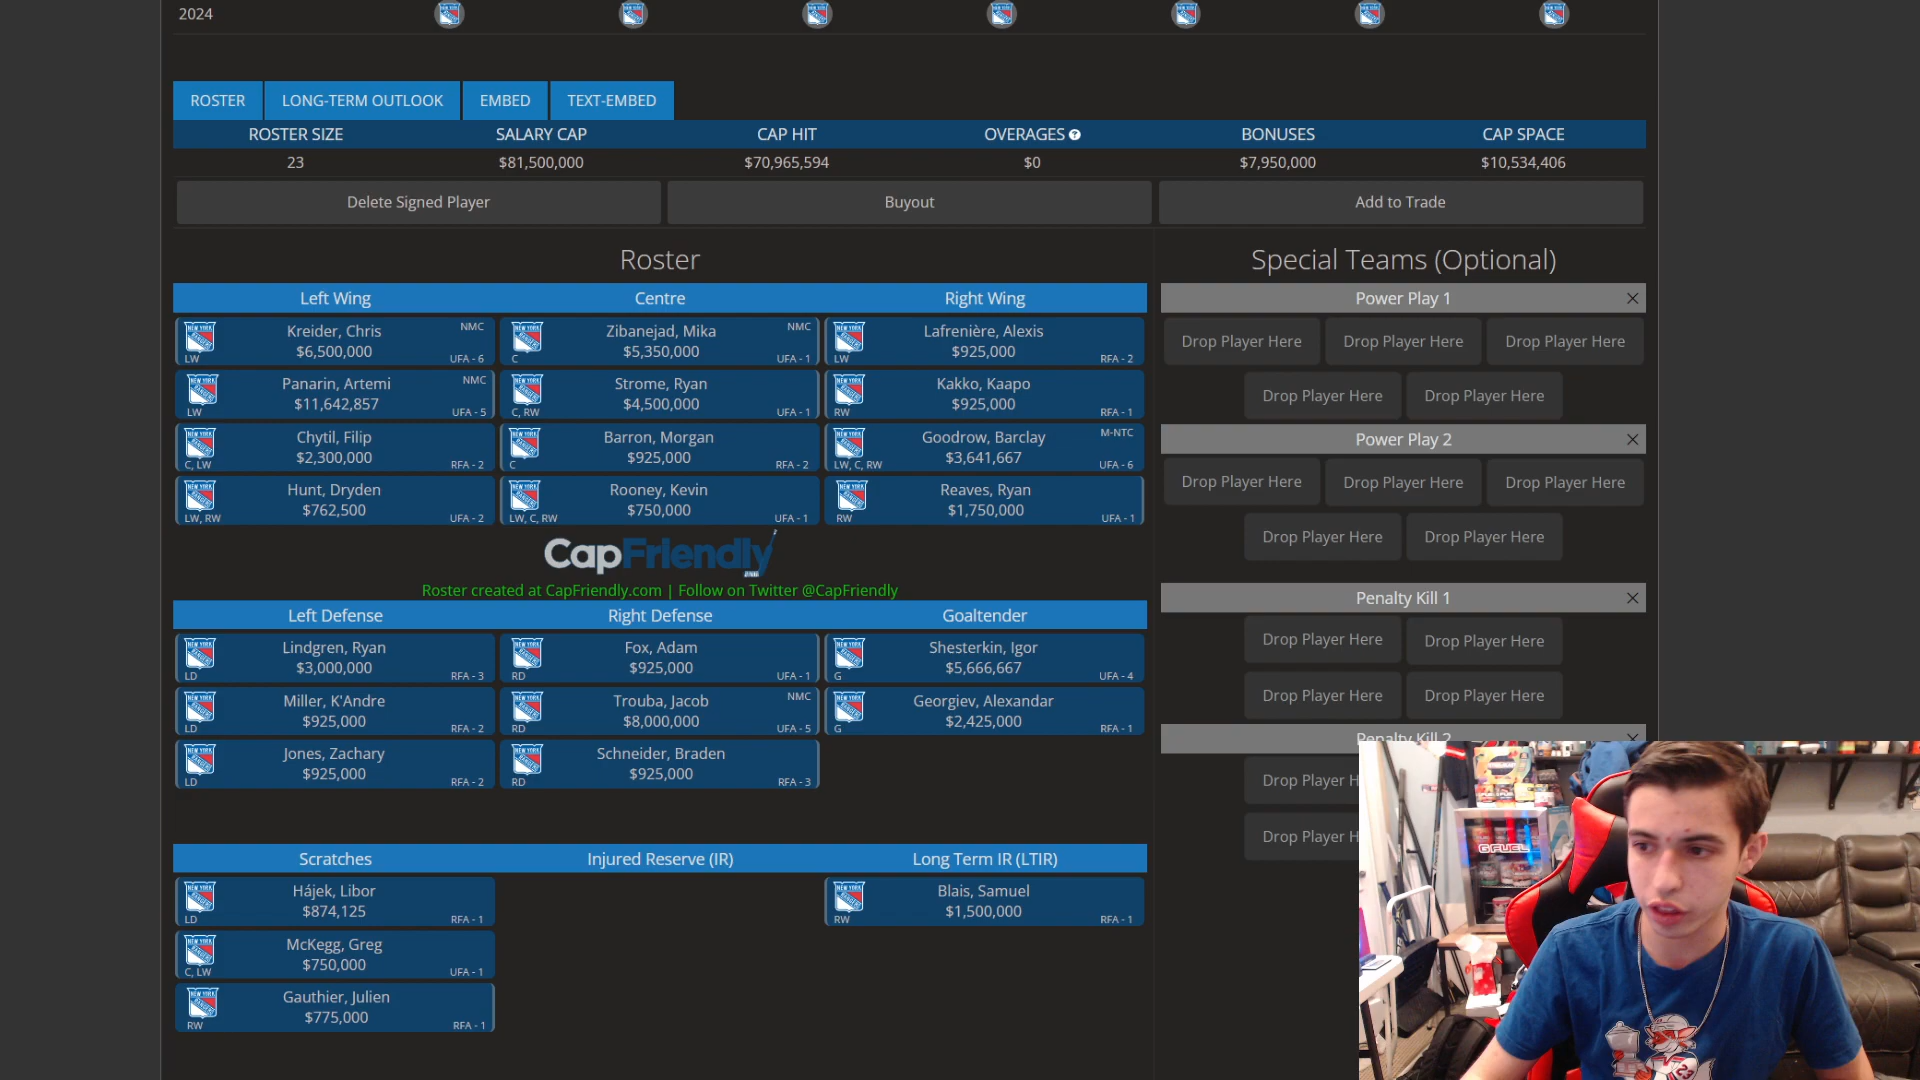 2024
ROSTER LONG-TERM OUTLOOK EMBED TEXT-EMBED
ROSTER SIZE SALARY CAP CAP HIT OVERAGES BONUSES CAP SPACE
23 $81,500,000 $70,965,594 $0 $7,950,000 $10,534,406
Delete Signed Player Buyout Add to Trade
Roster
Left Wing Centre Right Wing
Kreider, Chris NMC
$6,500,000
LW UFA - 6
Zibanejad, Mika NMC
$5,350,000
C UFA - 1
Lafrenière, Alexis
$925,000
LW RFA - 2
Panarin, Artemi NMC
$11,642,857
LW UFA - 5
Strome, Ryan
$4,500,000
C, RW UFA - 1
Kakko, Kaapo
$925,000
RW RFA - 1
Chytil, Filip
$2,300,000
C, LW RFA - 2
Barron, Morgan
$925,000
C RFA - 2
Goodrow, Barclay M-NTC
$3,641,667
LW, C, RW UFA - 6
Hunt, Dryden
$762,500
LW, RW UFA - 2
Rooney, Kevin
$750,000
LW, C, RW UFA - 1
Reaves, Ryan
$1,750,000
RW UFA - 1
CapFriendly
Roster created at CapFriendly.com | Follow on Twitter @CapFriendly
Left Defense Right Defense Goaltender
Lindgren, Ryan
$3,000,000
LD RFA - 3
Fox, Adam
$925,000
RD UFA - 1
Shesterkin, Igor
$5,666,667
G UFA - 4
Miller, K'Andre
$925,000
LD RFA - 2
Trouba, Jacob NMC
$8,000,000
RD UFA - 5
Georgiev, Alexandar
$2,425,000
G RFA - 1
Jones, Zachary
$925,000
LD RFA - 2
Schneider, Braden
$925,000
RD RFA - 3
Scratches Injured Reserve (IR) Long Term IR (LTIR)
Hájek, Libor
$874,125
LD RFA - 1
Blais, Samuel
$1,500,000
RW RFA - 1
McKegg, Greg
$750,000
C, LW UFA - 1
Gauthier, Julien
$775,000
RW RFA - 1
Special Teams (Optional)
Power Play 1
Drop Player Here Drop Player Here Drop Player Here
Drop Player Here Drop Player Here
Power Play 2
Drop Player Here Drop Player Here Drop Player Here
Drop Player Here Drop Player Here
Penalty Kill 1
Drop Player Here Drop Player Here
Drop Player Here Drop Player Here
Penalty Kill 2
Drop Player H
Drop Player H
GFUEL
23